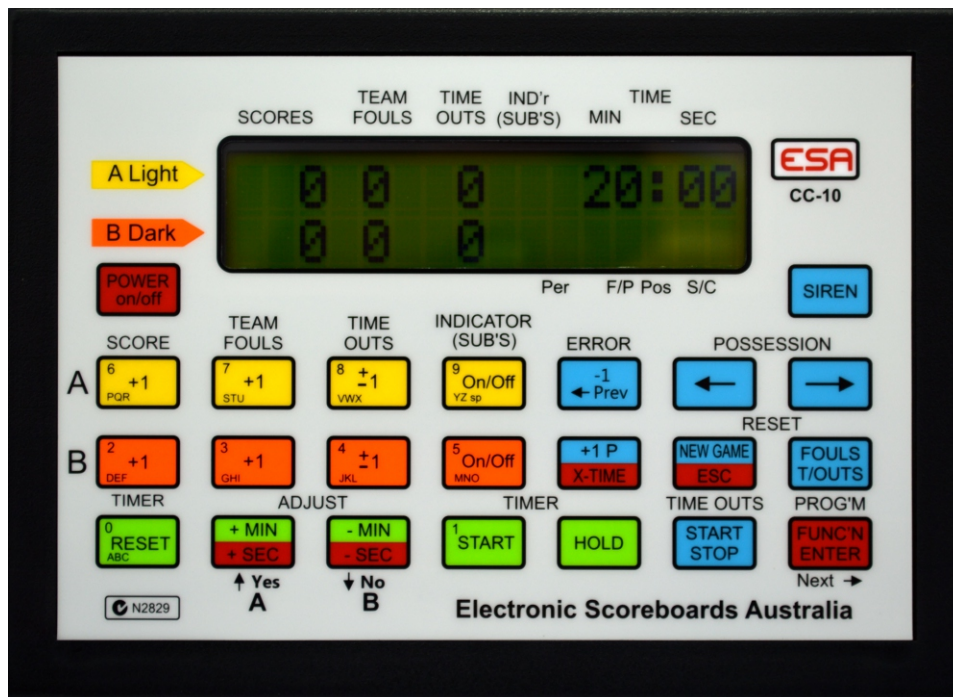 TEAM TIME IND'r TIME
SCORES FOULS OUTS (SUB'S) MIN SEC
A Light
0 0 0 20:00
ESA
CC-10
B Dark
0 0 0
POWER
on/off
Per F/P Pos S/C
SIREN
TEAM TIME INDICATOR
SCORE FOULS OUTS (SUB'S) ERROR POSSESSION
A
6 +1 PQR
7 +1 STU
8 ±1 VWX
9 On/Off YZ sp
-1
← Prev
←
→
RESET
B
2 +1 DEF
3 +1 GHI
4 ±1 JKL
5 On/Off MNO
+1 P
X-TIME
NEW GAME
ESC
FOULS
T/OUTS
TIMER ADJUST TIMER TIME OUTS PROG'M
0 RESET ABC
+ MIN
+ SEC
- MIN
- SEC
1 START
HOLD
START
STOP
FUNC'N
ENTER
↑ Yes ↓ No Next →
A B
N2829
Electronic Scoreboards Australia